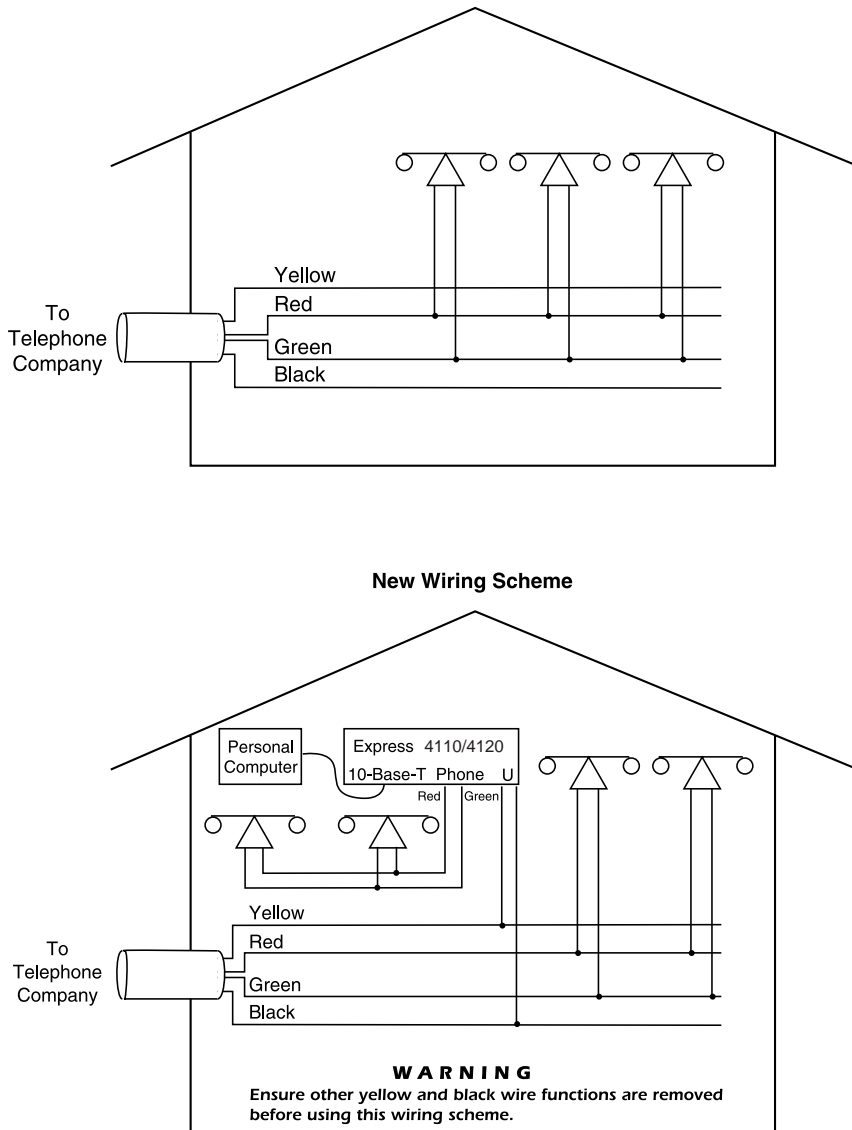 Yellow
Red
To
Telephone
Company
Green
Black
New Wiring Scheme
Personal
Computer
Express 4110/4120
10-Base-T Phone U
Red Green
Yellow
Red
To
Telephone
Company
Green
Black
WARNING
Ensure other yellow and black wire functions are removed
before using this wiring scheme.